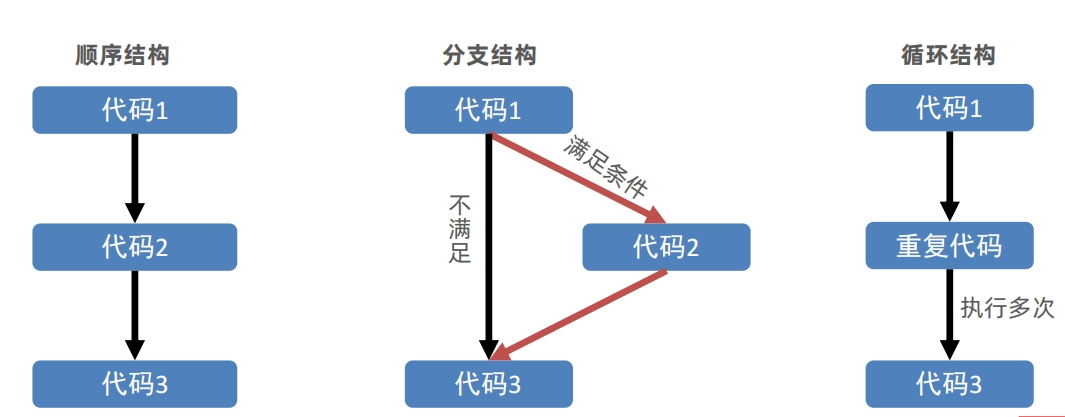 顺序结构
代码1
代码2
代码3
分支结构
代码1
满足条件
不满足
代码2
代码3
循环结构
代码1
重复代码
执行多次
代码3